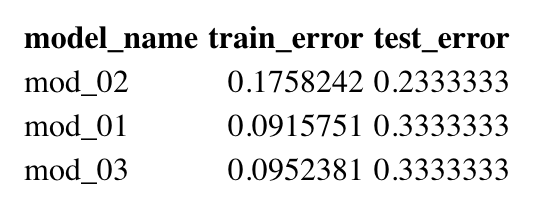 model_name train_error test_error
mod_02 0.1758242 0.2333333
mod_01 0.0915751 0.3333333
mod_03 0.0952381 0.3333333